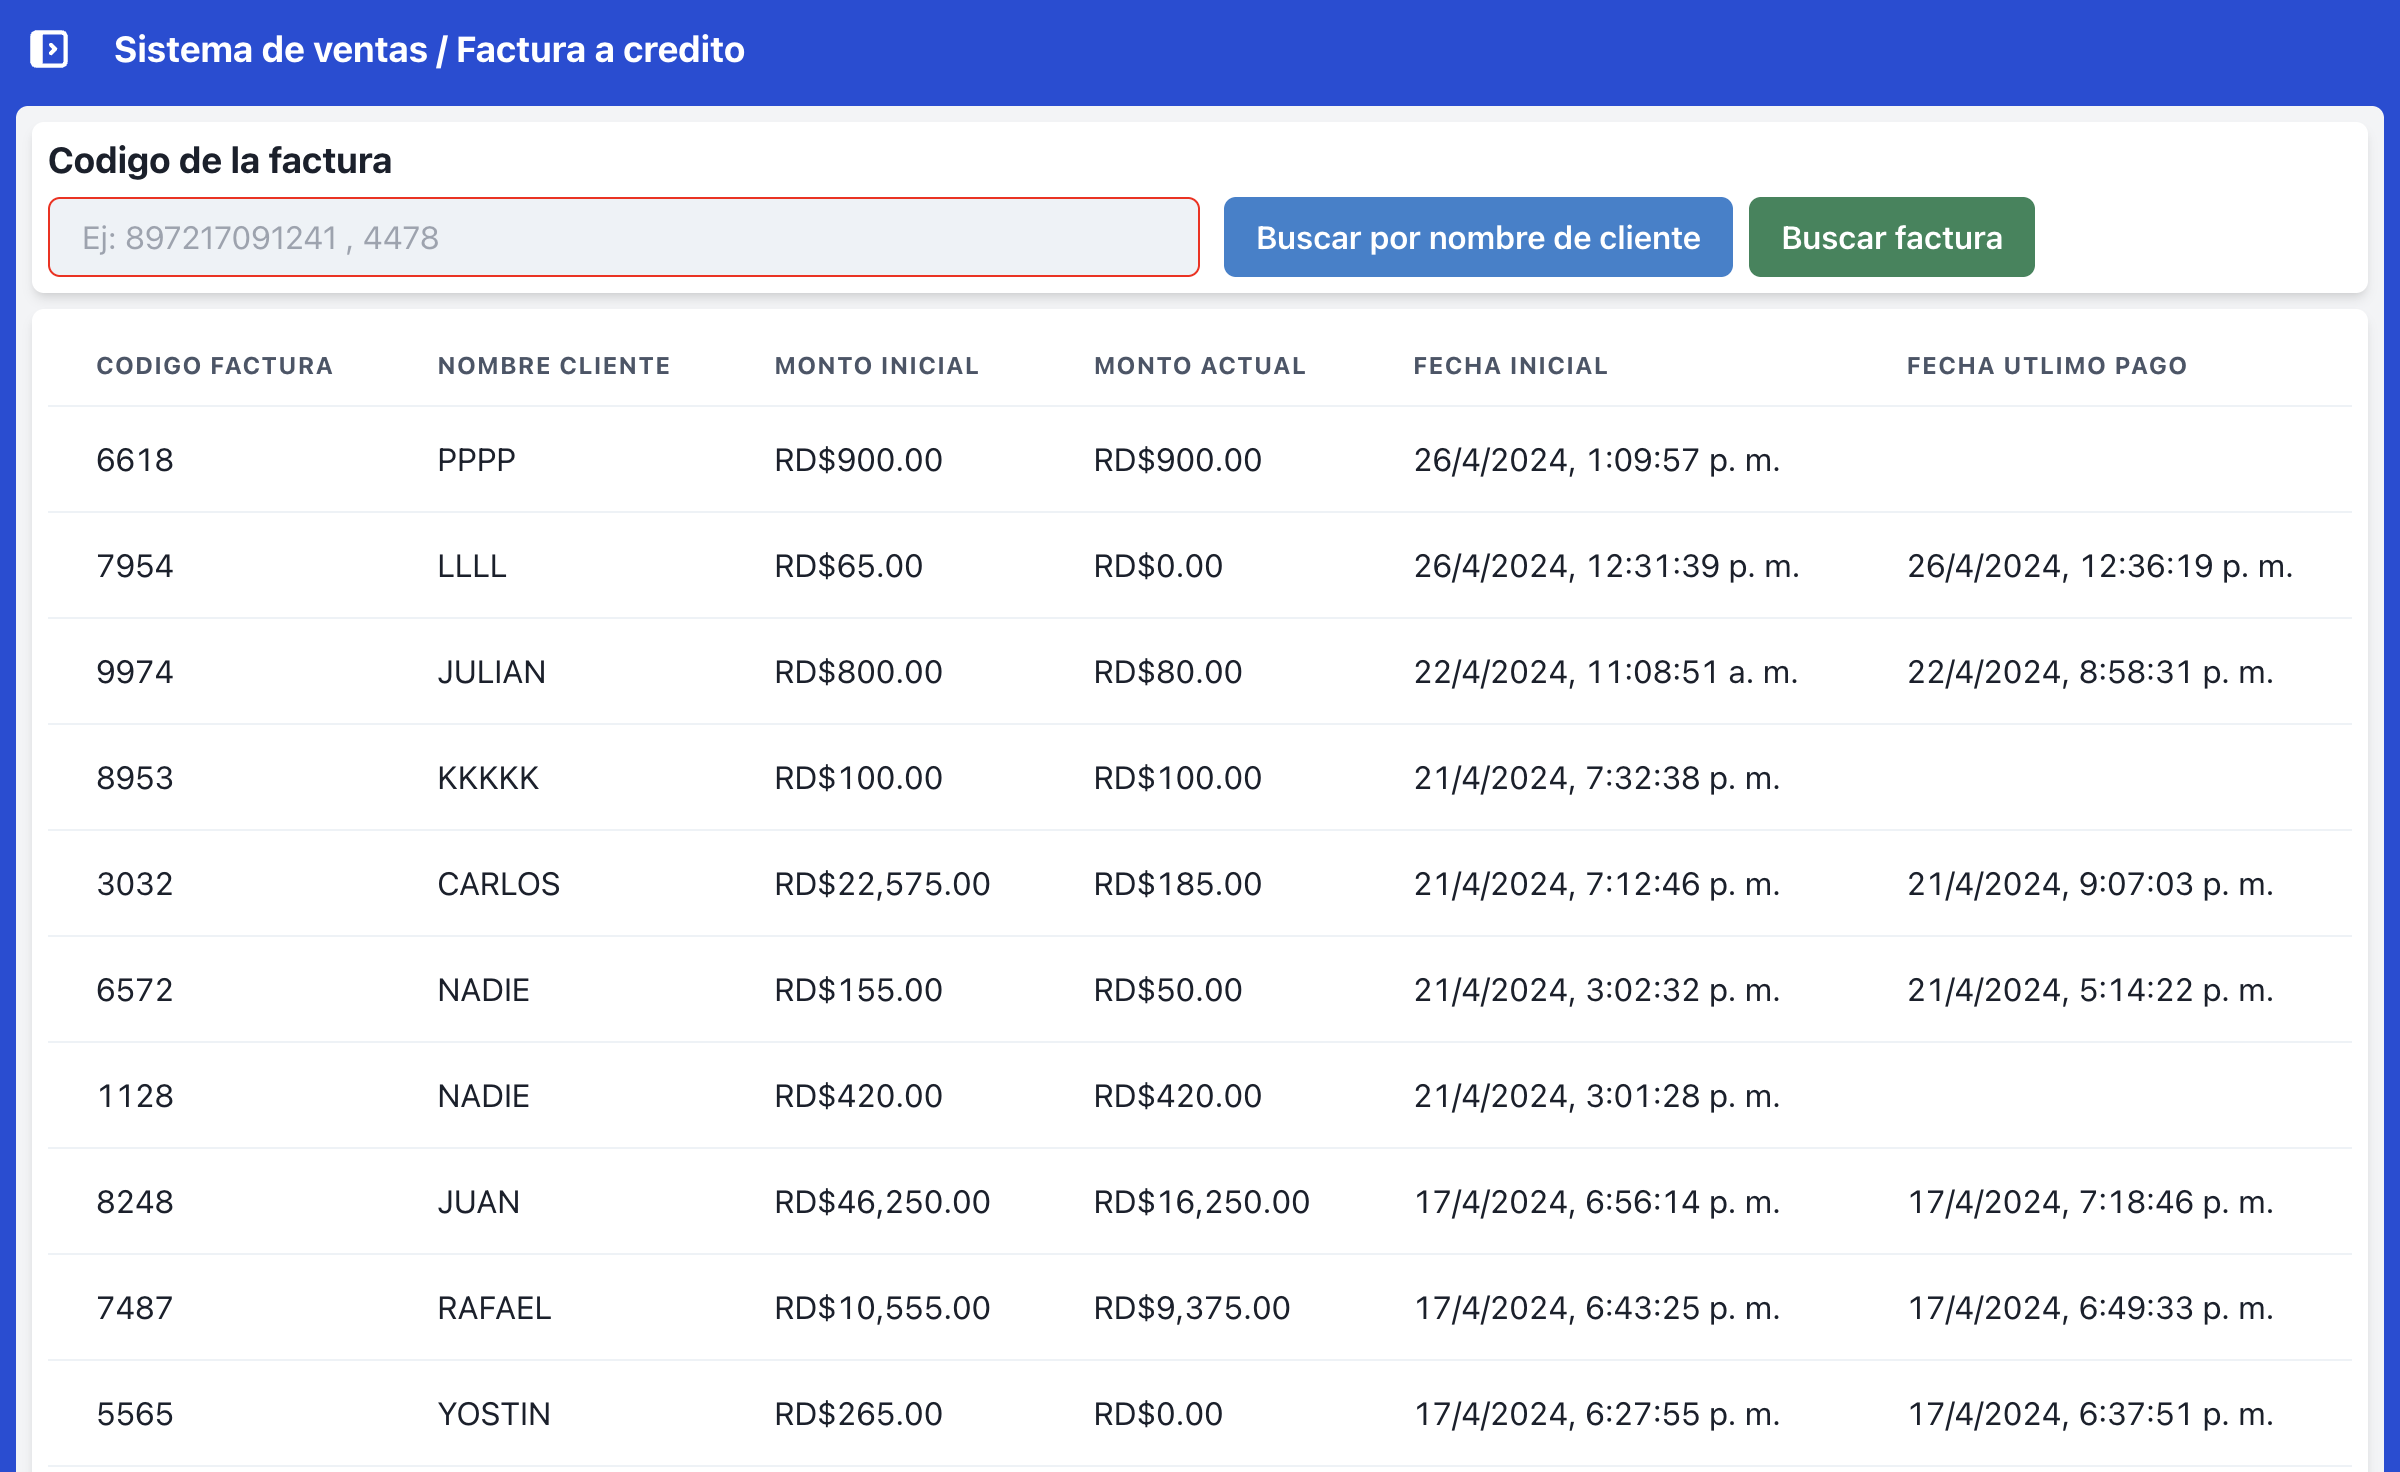 Sistema de ventas / Factura a credito
Codigo de la factura
Ej: 897217091241 , 4478
Buscar por nombre de cliente
Buscar factura
CODIGO FACTURA NOMBRE CLIENTE MONTO INICIAL MONTO ACTUAL FECHA INICIAL FECHA UTLIMO PAGO
6618 PPPP RD$900.00 RD$900.00 26/4/2024, 1:09:57 p. m.
7954 LLLL RD$65.00 RD$0.00 26/4/2024, 12:31:39 p. m. 26/4/2024, 12:36:19 p. m.
9974 JULIAN RD$800.00 RD$80.00 22/4/2024, 11:08:51 a. m. 22/4/2024, 8:58:31 p. m.
8953 KKKKK RD$100.00 RD$100.00 21/4/2024, 7:32:38 p. m.
3032 CARLOS RD$22,575.00 RD$185.00 21/4/2024, 7:12:46 p. m. 21/4/2024, 9:07:03 p. m.
6572 NADIE RD$155.00 RD$50.00 21/4/2024, 3:02:32 p. m. 21/4/2024, 5:14:22 p. m.
1128 NADIE RD$420.00 RD$420.00 21/4/2024, 3:01:28 p. m.
8248 JUAN RD$46,250.00 RD$16,250.00 17/4/2024, 6:56:14 p. m. 17/4/2024, 7:18:46 p. m.
7487 RAFAEL RD$10,555.00 RD$9,375.00 17/4/2024, 6:43:25 p. m. 17/4/2024, 6:49:33 p. m.
5565 YOSTIN RD$265.00 RD$0.00 17/4/2024, 6:27:55 p. m. 17/4/2024, 6:37:51 p. m.